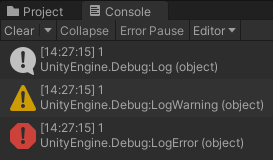 Project Console
Clear Collapse Error Pause Editor
[14:27:15] 1
UnityEngine.Debug:Log (object)
[14:27:15] 1
UnityEngine.Debug:LogWarning (object)
[14:27:15] 1
UnityEngine.Debug:LogError (object)